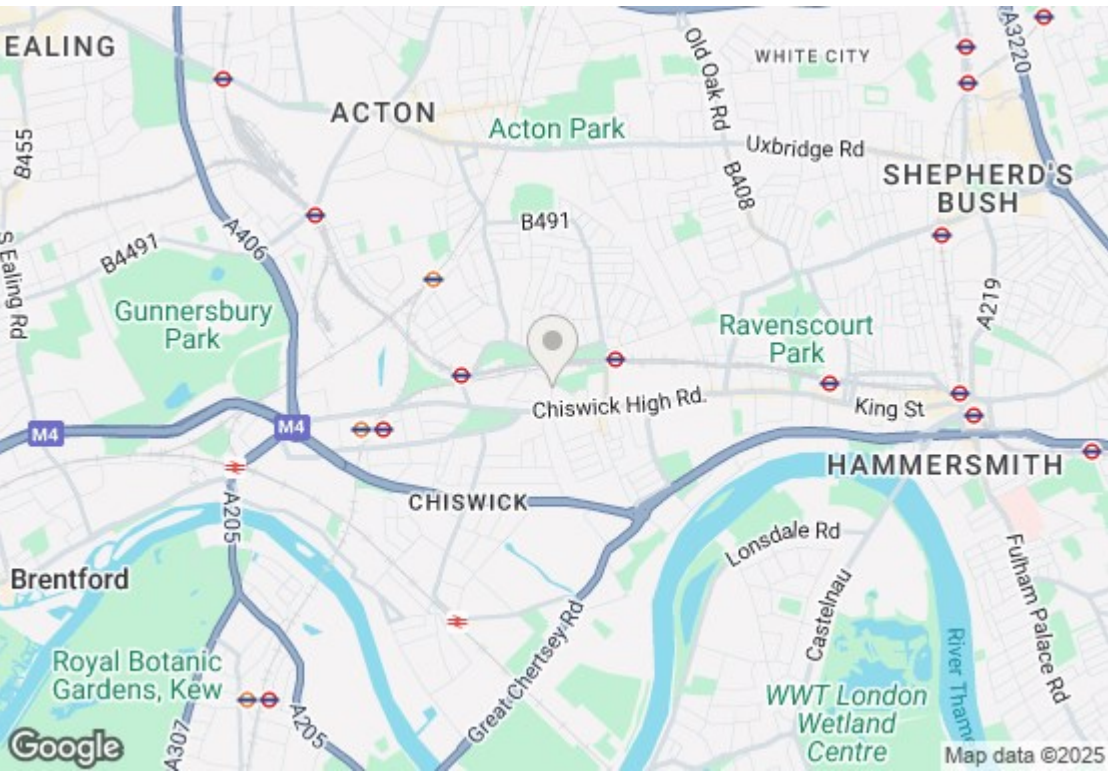 EALING
WHITE CITY
Old Oak Rd
A3220
ACTON
Acton Park
Uxbridge Rd
B455
SHEPHERD'S
BUSH
B408
B491
A406
B4491
S Ealing Rd
A219
Gunnersbury
Park
Ravenscourt
Park
Chiswick High Rd.
King St
M4
M4
HAMMERSMITH
CHISWICK
A205
Lonsdale Rd
Brentford
Castelnau
Fulham Palace Rd
Great Chertsey Rd
River Thame
Royal Botanic
Gardens, Kew
A307
A205
WWT London
Wetland
Centre
Google
Map data ©2025